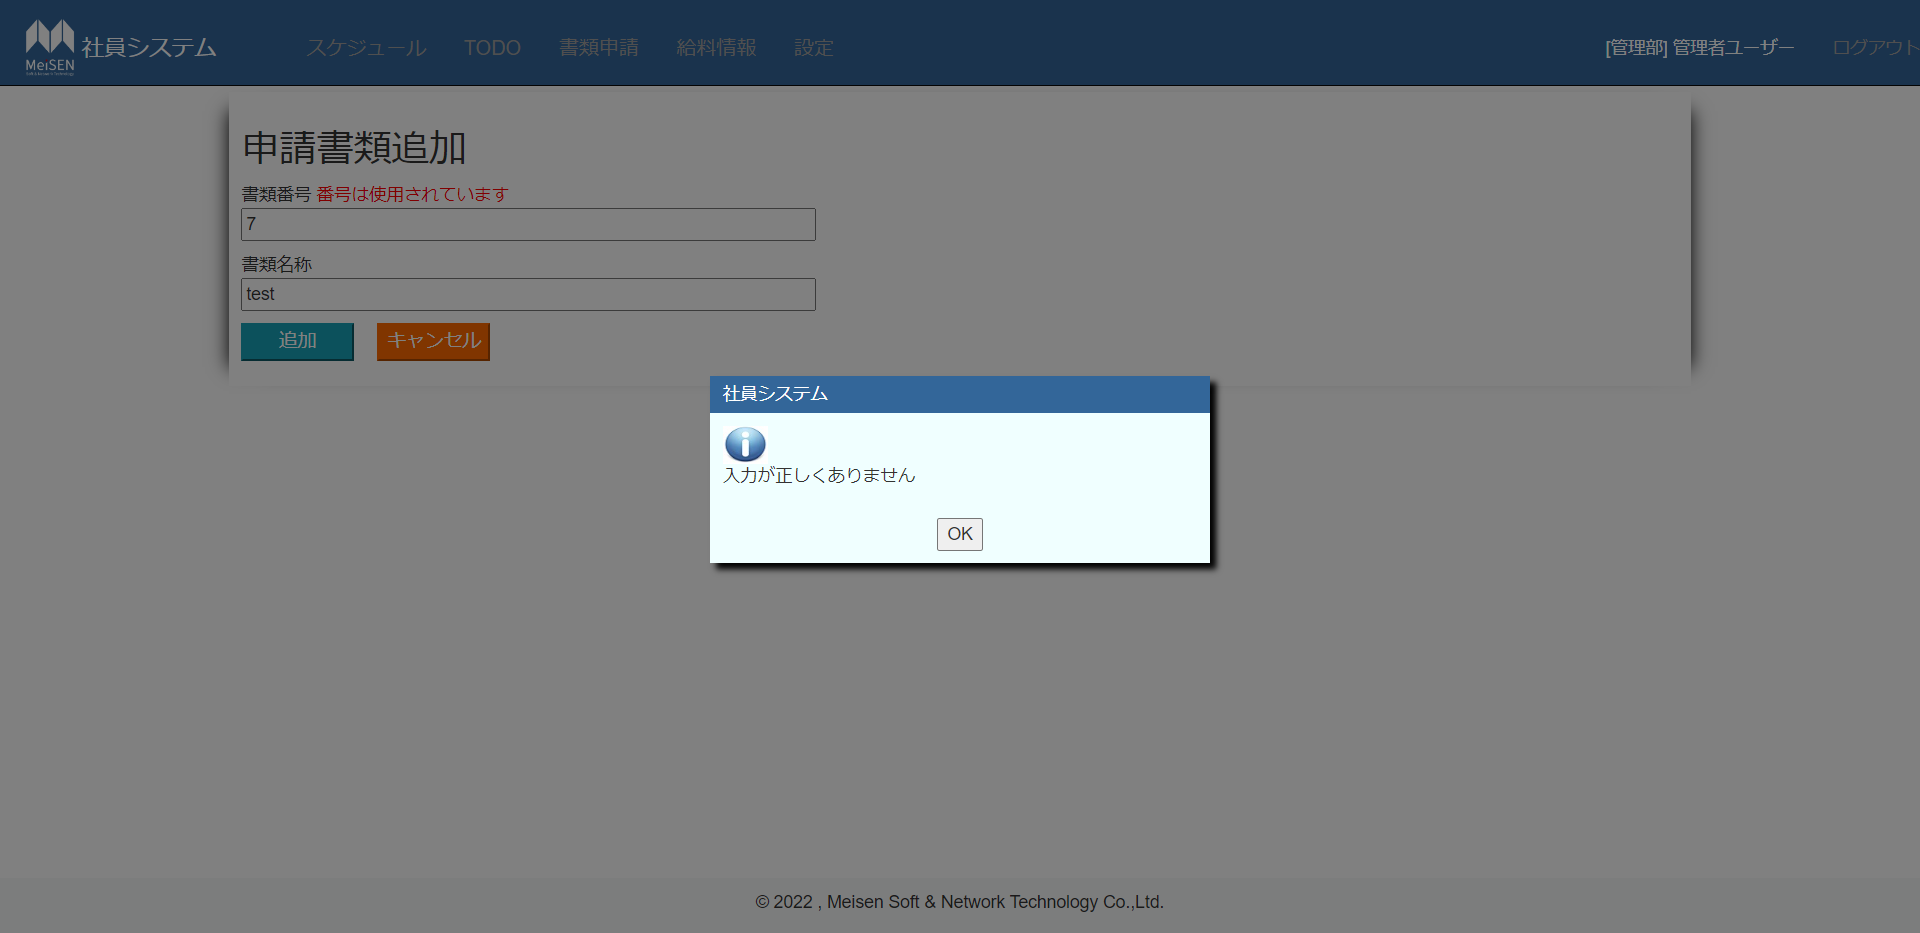 MeiSEN
社員システム
スケジュール
TODO
書類申請
給料情報
設定
[管理部] 管理者ユーザー
ログアウト
申請書類追加
書類番号 番号は使用されています
7
書類名称
test
追加
キャンセル
社員システム
入力が正しくありません
OK
© 2022 , Meisen Soft & Network Technology Co.,Ltd.